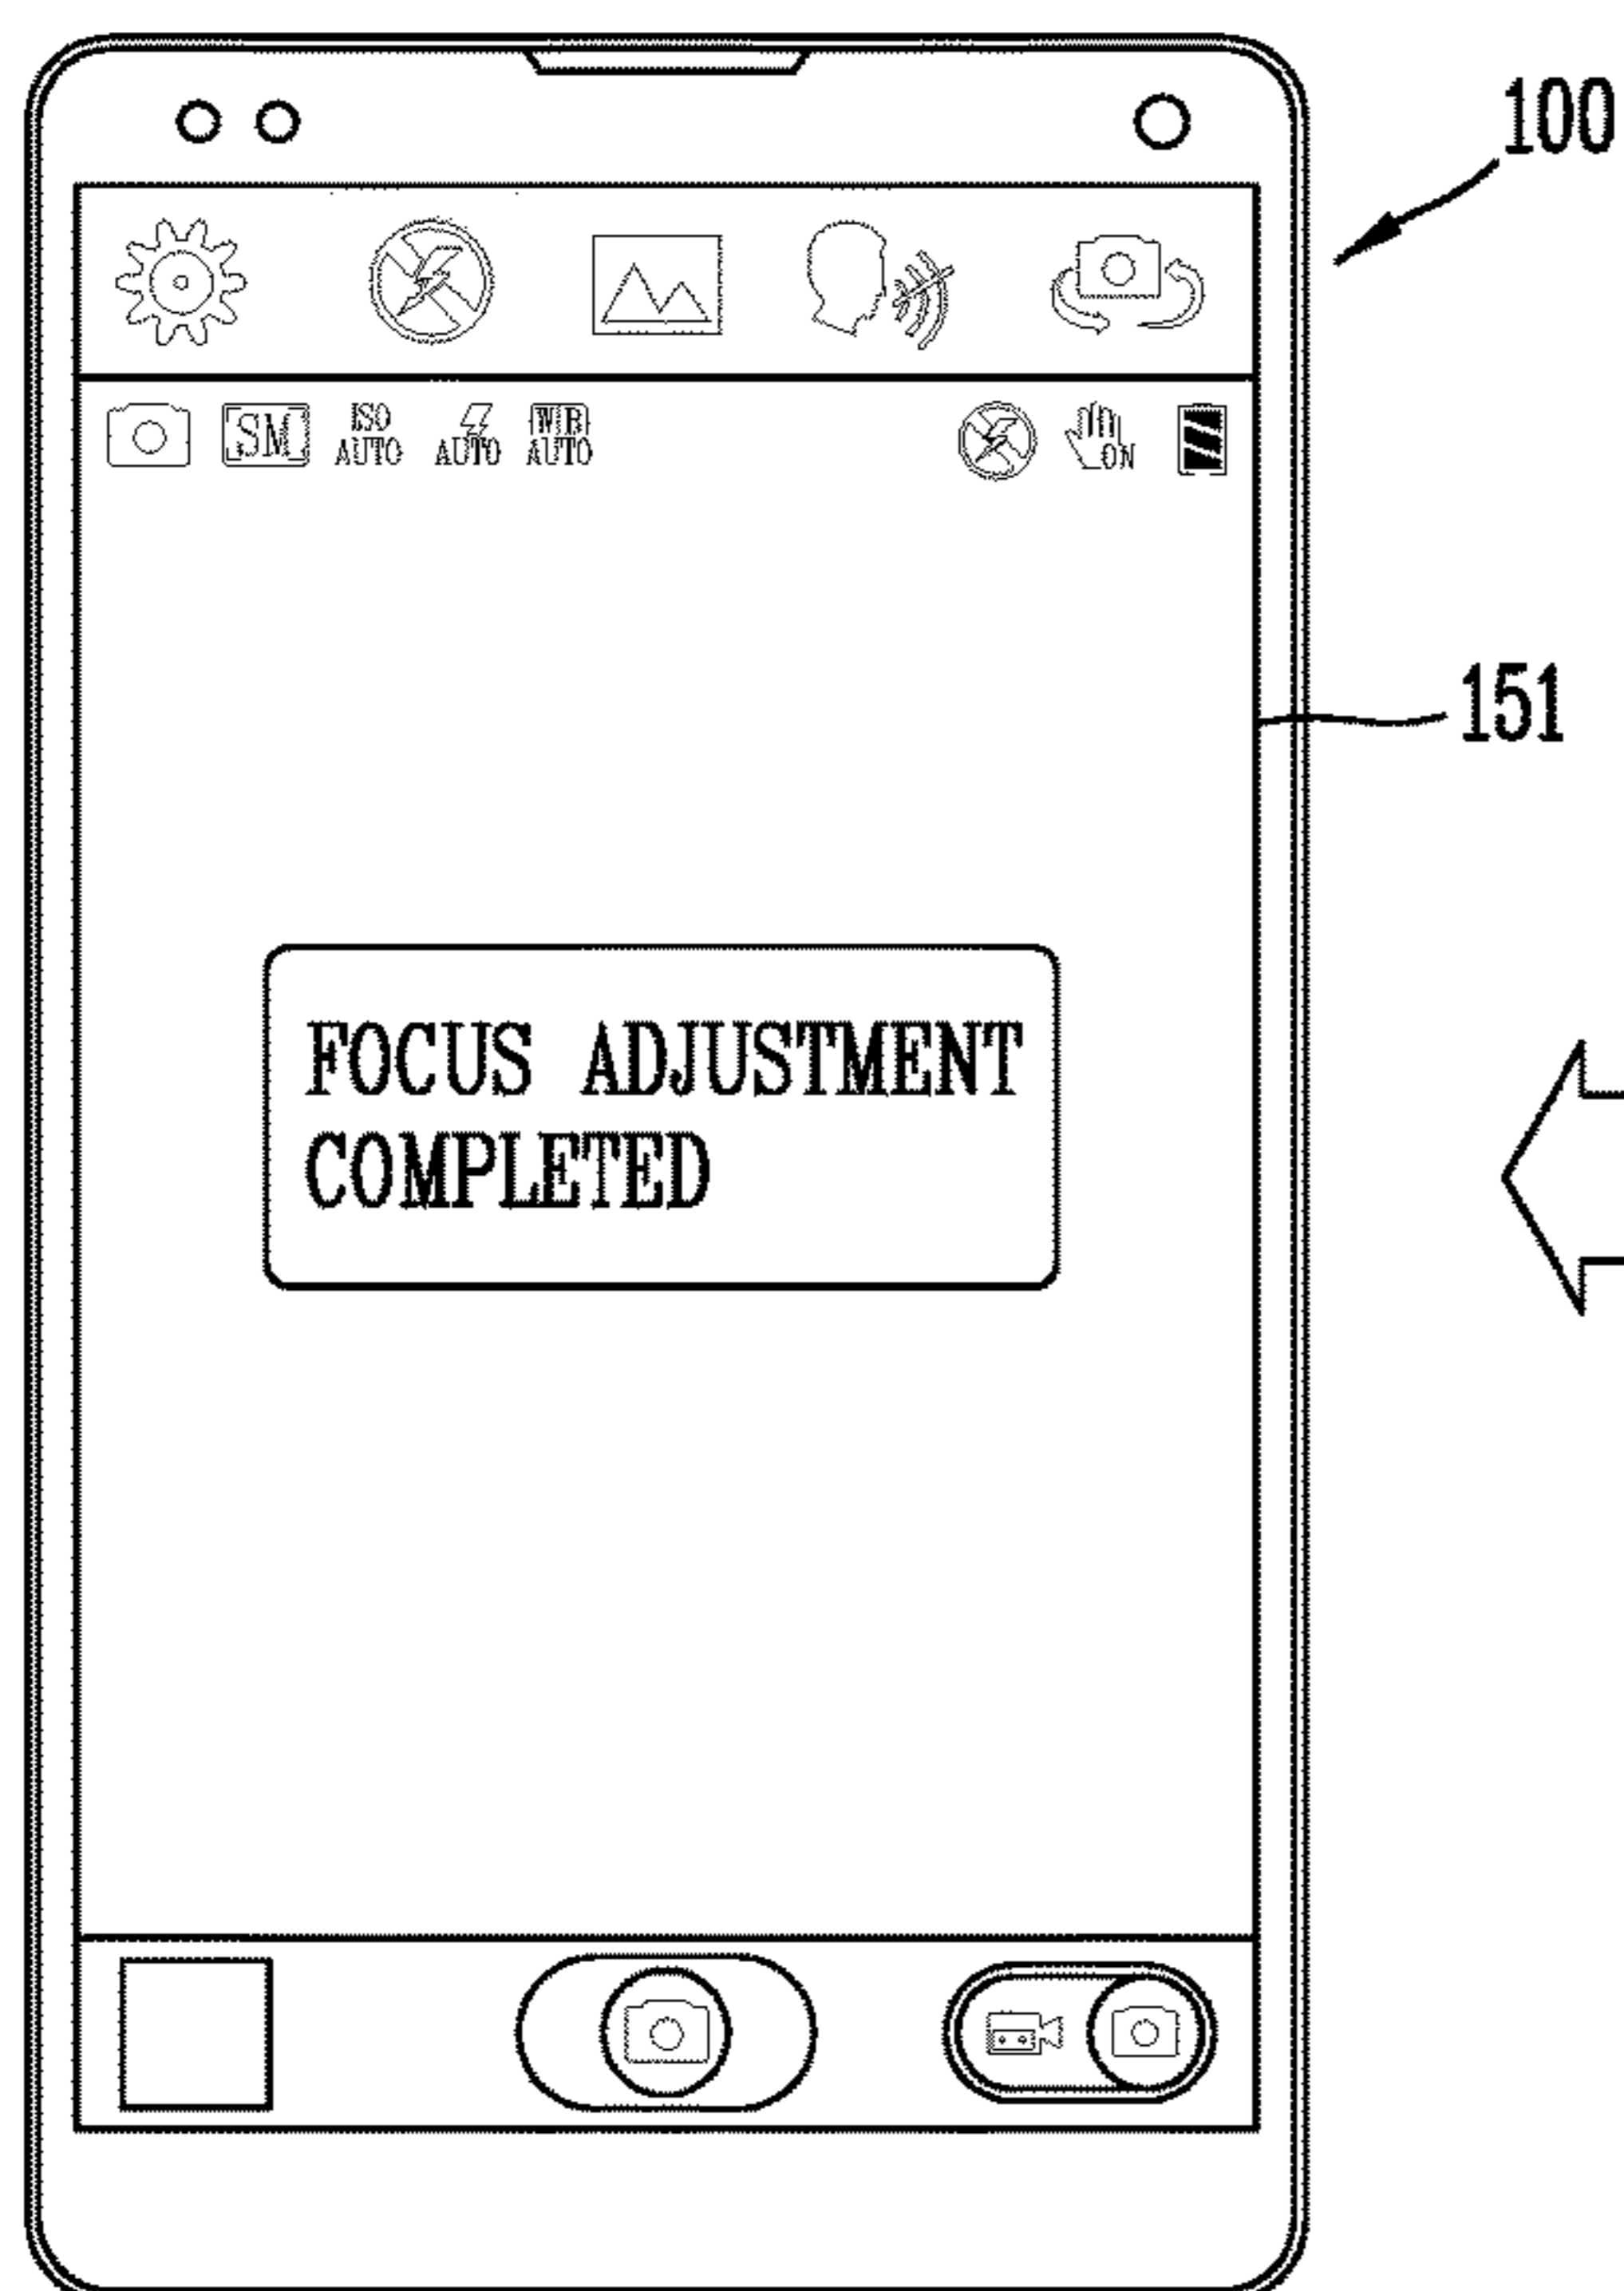 100
SM
ISO
AUTO
AUTO
WB
AUTO
ON
151
FOCUS ADJUSTMENT
COMPLETED